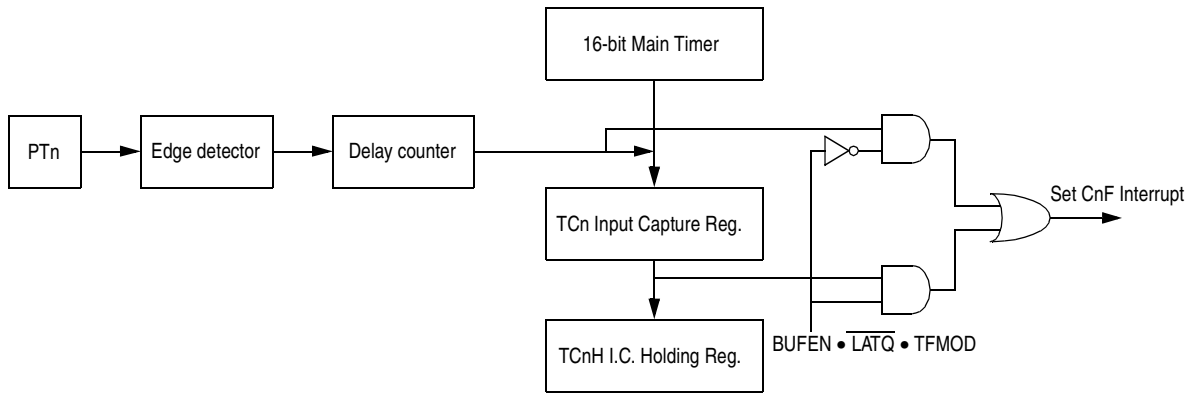 16-bit Main Timer
PTn
Edge detector
Delay counter
TCn Input Capture Reg.
Set CnF Interrupt
TCnH I.C. Holding Reg.
BUFEN • L̅A̅T̅Q̅ • TFMOD